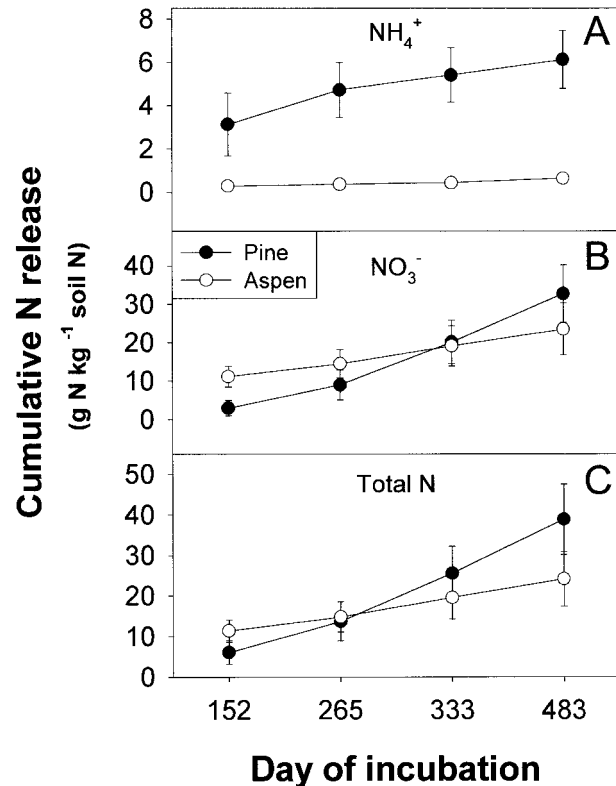 Cumulative N release
(g N kg⁻¹ soil N)
8
6
4
2
0
NH₄⁺
A
Pine
Aspen
40
30
20
10
0
NO₃⁻
B
50
40
30
20
10
0
Total N
C
152 265 333 483
Day of incubation